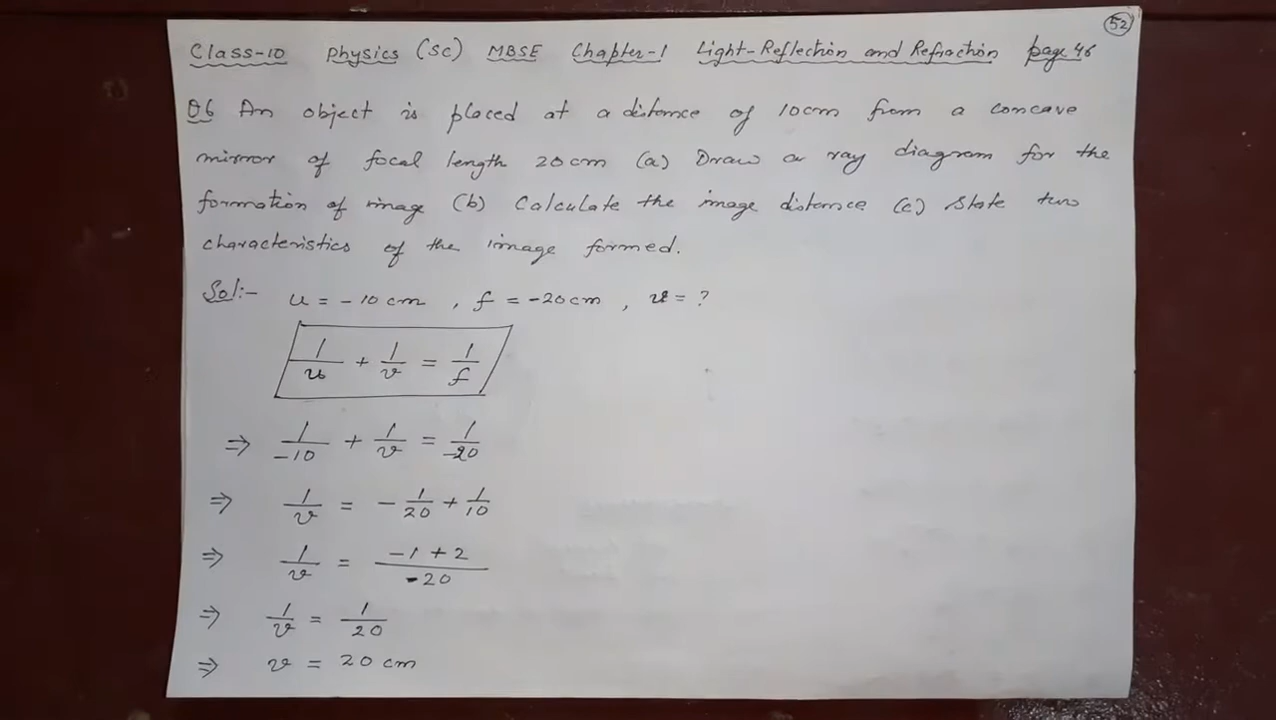 52
Class-10 Physics (SC) MBSE Chapter-1 Light-Reflection and Refraction page 46
Q6 An object is placed at a distance of 10cm from a concave
mirror of focal length 20cm (a) Draw a ray diagram for the
formation of image (b) Calculate the image distance (c) State two
characteristics of the image formed.
Sol:- u = -10 cm , f = -20cm , v = ?
1/u + 1/v = 1/f
⇒ 1/-10 + 1/v = 1/-20
⇒ 1/v = -1/20 + 1/10
⇒ 1/v = -1+2/-20
⇒ 1/v = 1/20
⇒ v = 20 cm